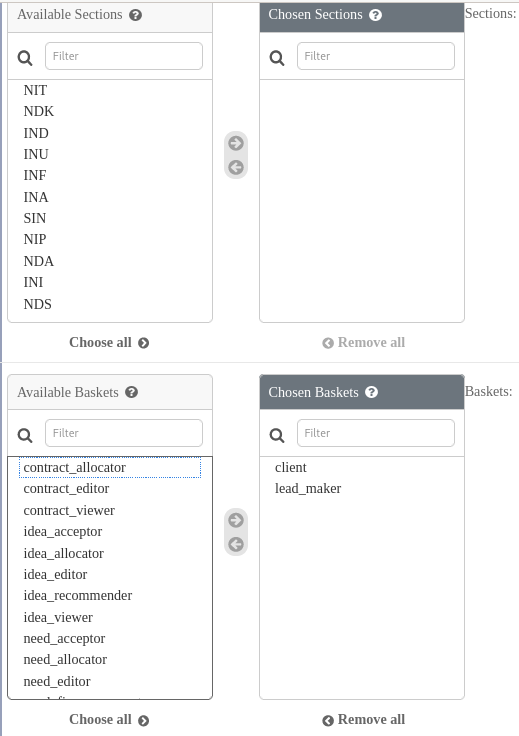 Available Sections
Chosen Sections
Sections:
Filter
Filter
NIT
NDK
IND
INU
INF
INA
SIN
NIP
NDA
INI
NDS
Choose all
Remove all
Available Baskets
Chosen Baskets
Baskets:
Filter
Filter
contract_allocator
contract_editor
contract_viewer
idea_acceptor
idea_allocator
idea_editor
idea_recommender
idea_viewer
need_acceptor
need_allocator
need_editor
client
lead_maker
Choose all
Remove all